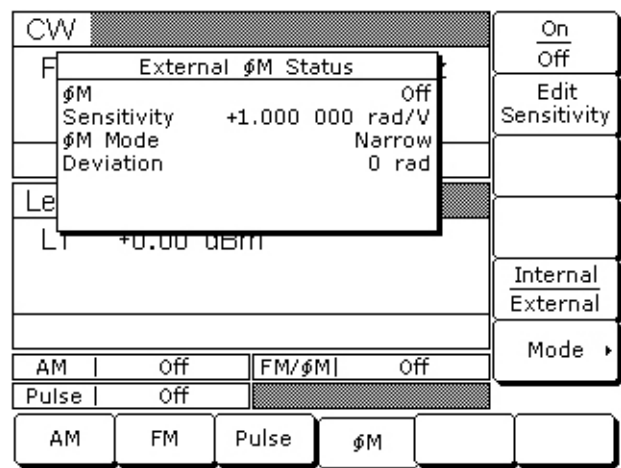 CW
F
External ϕM Status
ϕM Off
Sensitivity +1.000 000 rad/V
ϕM Mode Narrow
Deviation 0 rad
Le
L1 +0.00 dBm
AM | Off
FM/ϕM| Off
Pulse | Off
On
Off
Edit
Sensitivity
Internal
External
Mode
AM
FM
Pulse
ϕM